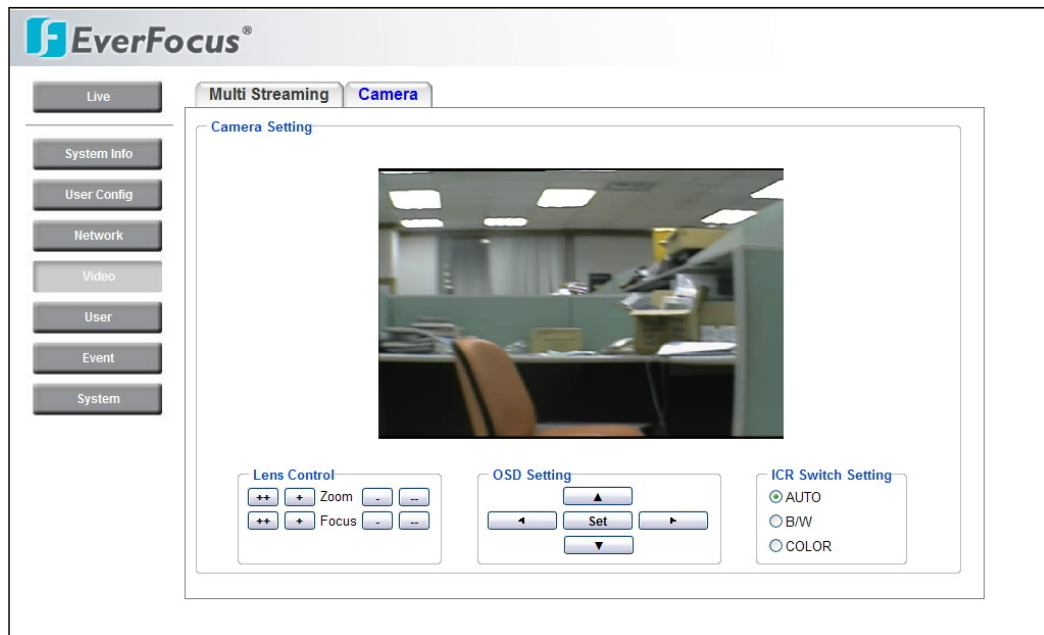 EverFocus®
Live
System Info
User Config
Network
Video
User
Event
System
Multi Streaming
Camera
Camera Setting
Lens Control
++ + Zoom - --
++ + Focus - --
OSD Setting
▲
◄ Set ►
▼
ICR Switch Setting
AUTO
B/W
COLOR